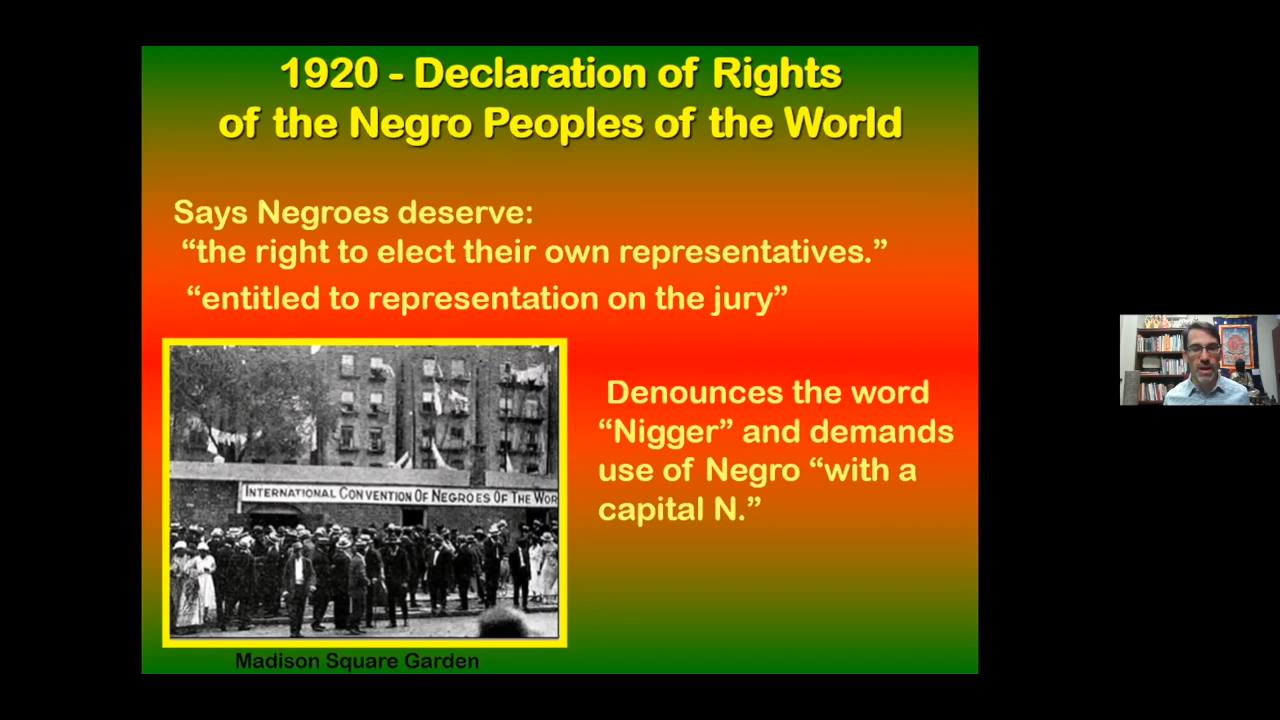 1920 - Declaration of Rights
of the Negro Peoples of the World
Says Negroes deserve:
“the right to elect their own representatives.”
“entitled to representation on the jury”
Denounces the word
“Nigger” and demands
use of Negro “with a
capital N.”
INTERNATIONAL CONVENTION OF NEGROES OF THE WOR
Madison Square Garden